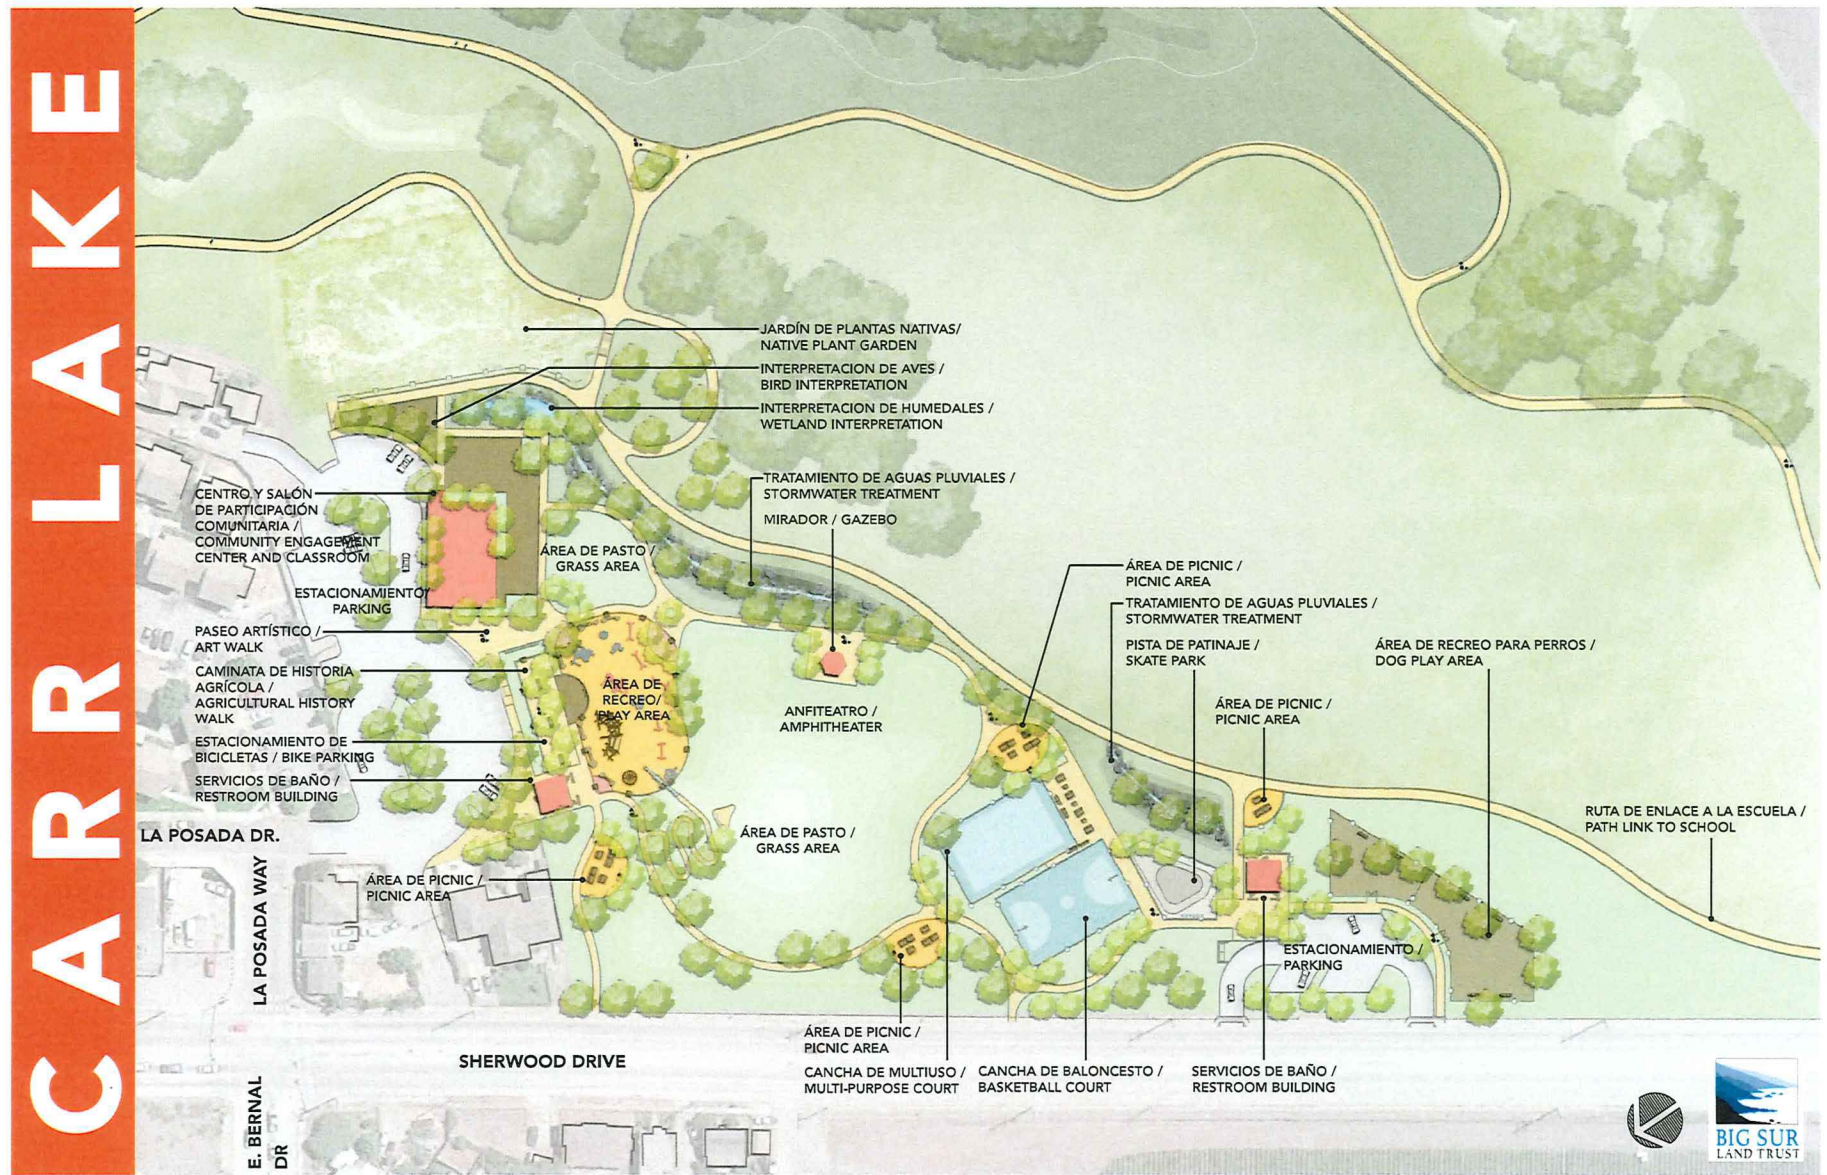 CARR LAKE
JARDÍN DE PLANTAS NATIVAS/
NATIVE PLANT GARDEN
INTERPRETACION DE AVES /
BIRD INTERPRETATION
INTERPRETACION DE HUMEDALES /
WETLAND INTERPRETATION
TRATAMIENTO DE AGUAS PLUVIALES /
STORMWATER TREATMENT
MIRADOR / GAZEBO
CENTRO Y SALÓN
DE PARTICIPACIÓN
COMUNITARIA /
COMMUNITY ENGAGEMENT
CENTER AND CLASSROOM
ÁREA DE PASTO /
GRASS AREA
ESTACIONAMIENTO/
PARKING
PASEO ARTÍSTICO /
ART WALK
CAMINATA DE HISTORIA
AGRÍCOLA /
AGRICULTURAL HISTORY
WALK
ESTACIONAMIENTO DE
BICICLETAS / BIKE PARKING
SERVICIOS DE BAÑO /
RESTROOM BUILDING
ÁREA DE
RECREO/
PLAY AREA
ANFITEATRO /
AMPHITHEATER
ÁREA DE PICNIC /
PICNIC AREA
TRATAMIENTO DE AGUAS PLUVIALES /
STORMWATER TREATMENT
PISTA DE PATINAJE /
SKATE PARK
ÁREA DE RECREO PARA PERROS /
DOG PLAY AREA
ÁREA DE PICNIC /
PICNIC AREA
RUTA DE ENLACE A LA ESCUELA /
PATH LINK TO SCHOOL
LA POSADA DR.
LA POSADA WAY
ÁREA DE PICNIC /
PICNIC AREA
ÁREA DE PASTO /
GRASS AREA
ESTACIONAMIENTO /
PARKING
ÁREA DE PICNIC /
PICNIC AREA
CANCHA DE MULTIUSO /
MULTI-PURPOSE COURT
CANCHA DE BALONCESTO /
BASKETBALL COURT
SERVICIOS DE BAÑO /
RESTROOM BUILDING
SHERWOOD DRIVE
E. BERNAL
DR
BIG SUR
LAND TRUST